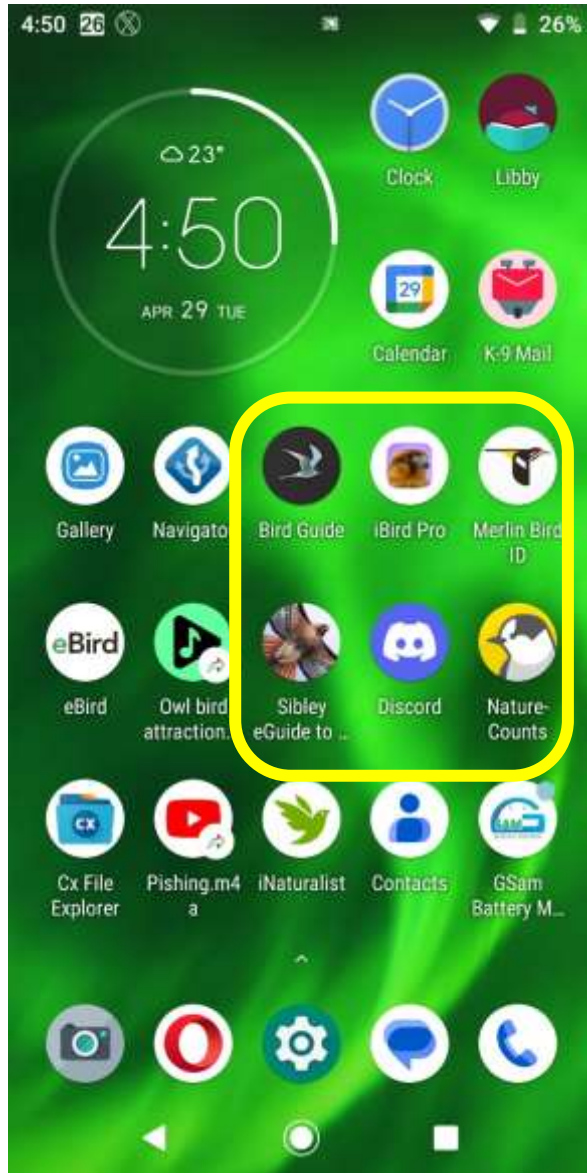 4:50 26 26%
23°
4:50
APR 29 TUE
Clock
Libby
29
Calendar
K-9 Mail
Gallery
Navigato
Bird Guide
iBird Pro
Merlin Bird
ID
eBird
eBird
Owl bird
attraction.
Sibley
eGuide to ...
Discord
Nature-
Counts
CX
Cx File
Explorer
Pishing.m4
a
iNaturalist
Contacts
GSam
Battery M...